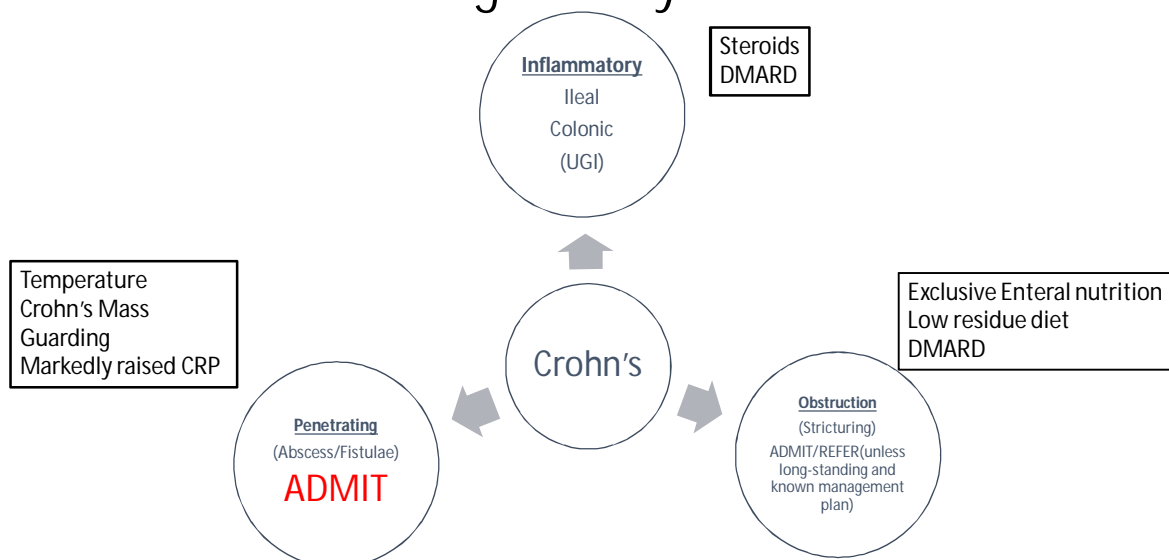 Inflammatory
Ileal
Colonic
(UGI)
Steroids
DMARD
Temperature
Crohn's Mass
Guarding
Markedly raised CRP
Crohn's
Exclusive Enteral nutrition
Low residue diet
DMARD
Penetrating
(Abscess/Fistulae)
ADMIT
Obstruction
(Stricturing)
ADMIT/REFER(unless
long-standing and
known management
plan)